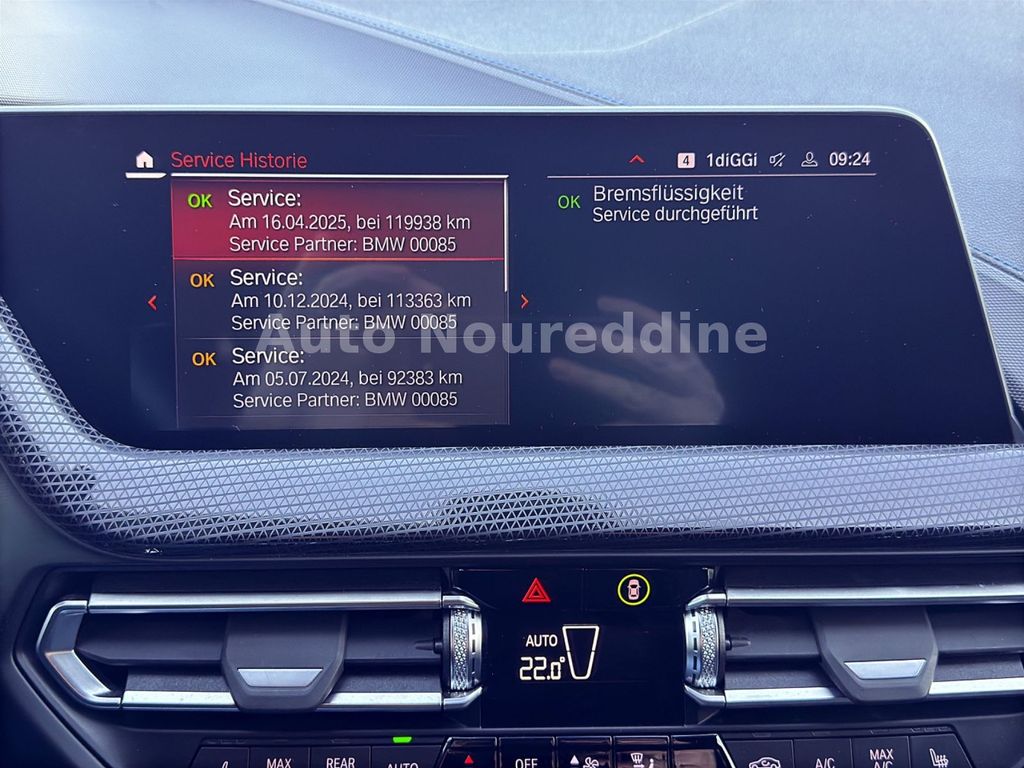 Service Historie
4 1díGGí 09:24
OK Service:
Am 16.04.2025, bei 119938 km
Service Partner: BMW 00085
OK Service:
Am 10.12.2024, bei 113363 km
Service Partner: BMW 00085
OK Service:
Am 05.07.2024, bei 92383 km
Service Partner: BMW 00085
OK Bremsflüssigkeit
Service durchgeführt
Auto Noureddine
AUTO
22.0°
MAX
REAR
AUTO
OFF
A/C
MAX
A/C